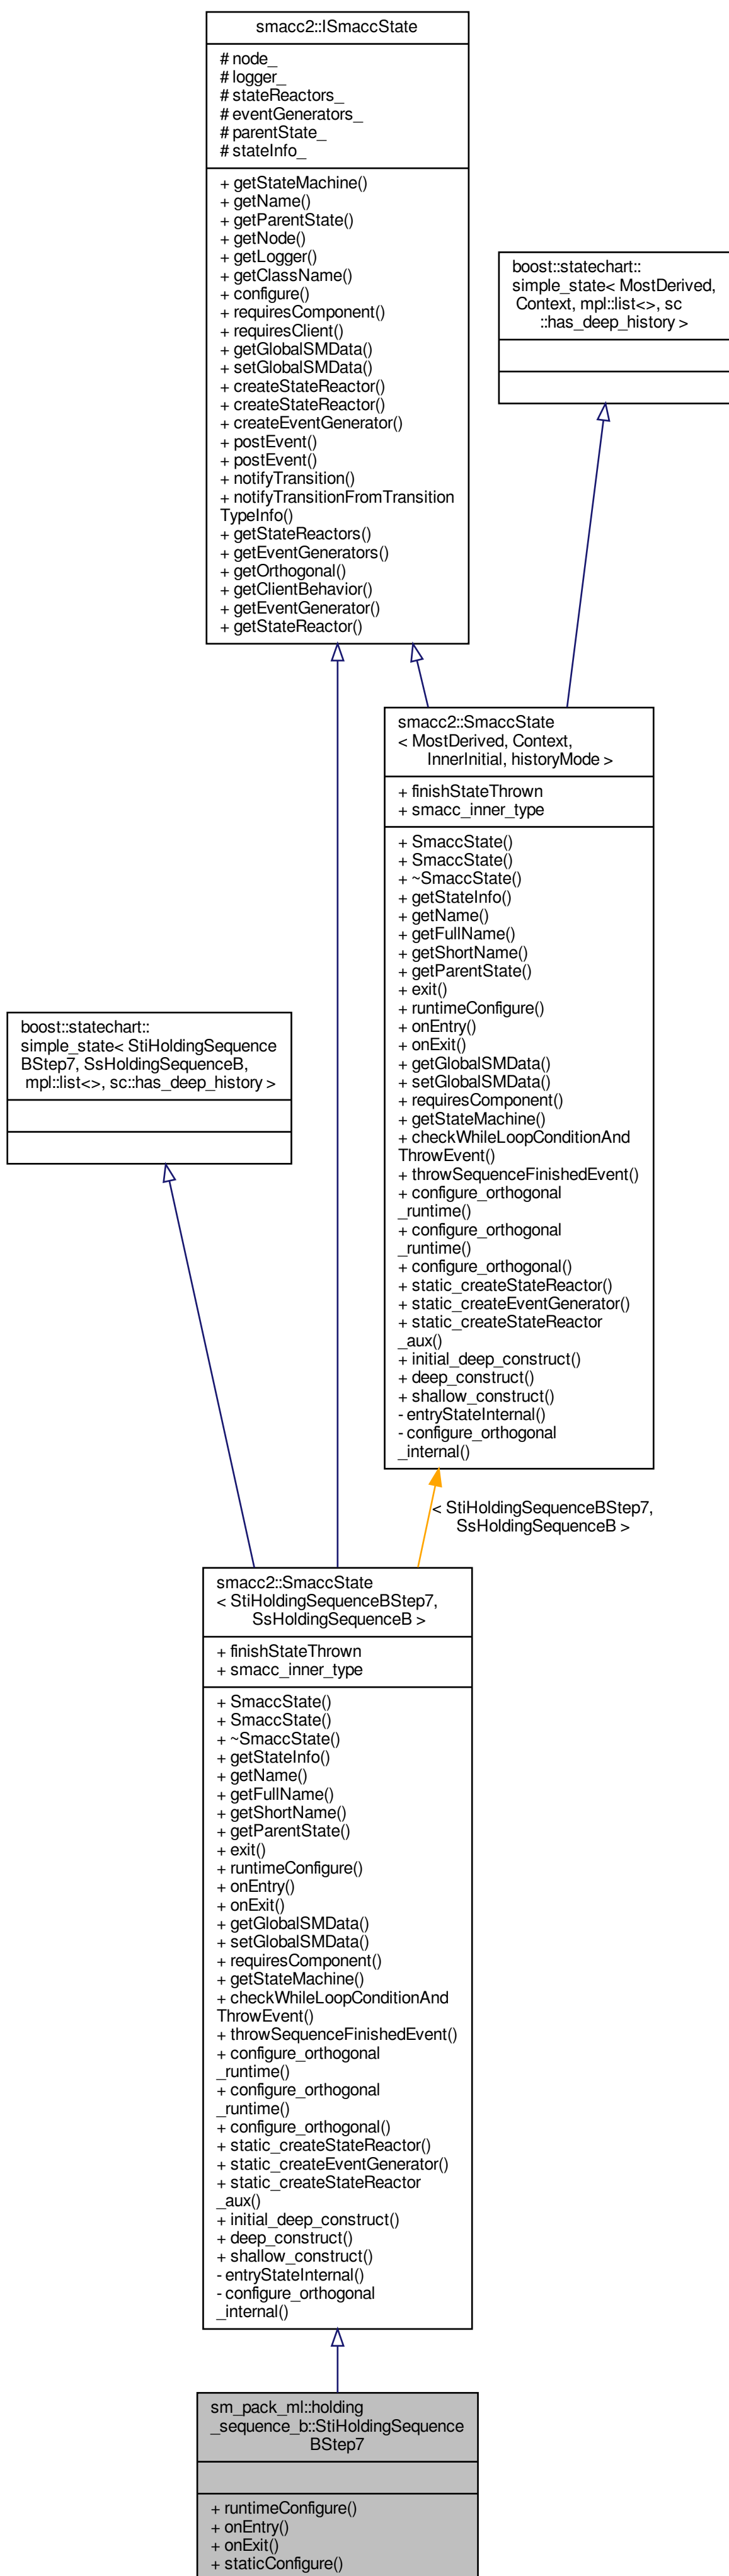 smacc2::ISmaccState
# node_
# logger_
# stateReactors_
# eventGenerators_
# parentState_
# stateInfo_
+ getStateMachine()
+ getName()
+ getParentState()
+ getNode()
+ getLogger()
+ getClassName()
+ configure()
+ requiresComponent()
+ requiresClient()
+ getGlobalSMData()
+ setGlobalSMData()
+ createStateReactor()
+ createStateReactor()
+ createEventGenerator()
+ postEvent()
+ postEvent()
+ notifyTransition()
+ notifyTransitionFromTransition
TypeInfo()
+ getStateReactors()
+ getEventGenerators()
+ getOrthogonal()
+ getClientBehavior()
+ getEventGenerator()
+ getStateReactor()
boost::statechart::
simple_state< MostDerived,
Context, mpl::list<>, sc
::has_deep_history >
smacc2::SmaccState
< MostDerived, Context,
InnerInitial, historyMode >
+ finishStateThrown
+ smacc_inner_type
+ SmaccState()
+ SmaccState()
+ ~SmaccState()
+ getStateInfo()
+ getName()
+ getFullName()
+ getShortName()
+ getParentState()
+ exit()
+ runtimeConfigure()
+ onEntry()
+ onExit()
+ getGlobalSMData()
+ setGlobalSMData()
+ requiresComponent()
+ getStateMachine()
+ checkWhileLoopConditionAnd
ThrowEvent()
+ throwSequenceFinishedEvent()
+ configure_orthogonal
_runtime()
+ configure_orthogonal
_runtime()
+ configure_orthogonal()
+ static_createStateReactor()
+ static_createEventGenerator()
+ static_createStateReactor
_aux()
+ initial_deep_construct()
+ deep_construct()
+ shallow_construct()
- entryStateInternal()
- configure_orthogonal
_internal()
boost::statechart::
simple_state< StiHoldingSequence
BStep7, SsHoldingSequenceB,
mpl::list<>, sc::has_deep_history >
< StiHoldingSequenceBStep7,
SsHoldingSequenceB >
smacc2::SmaccState
< StiHoldingSequenceBStep7,
SsHoldingSequenceB >
+ finishStateThrown
+ smacc_inner_type
+ SmaccState()
+ SmaccState()
+ ~SmaccState()
+ getStateInfo()
+ getName()
+ getFullName()
+ getShortName()
+ getParentState()
+ exit()
+ runtimeConfigure()
+ onEntry()
+ onExit()
+ getGlobalSMData()
+ setGlobalSMData()
+ requiresComponent()
+ getStateMachine()
+ checkWhileLoopConditionAnd
ThrowEvent()
+ throwSequenceFinishedEvent()
+ configure_orthogonal
_runtime()
+ configure_orthogonal
_runtime()
+ configure_orthogonal()
+ static_createStateReactor()
+ static_createEventGenerator()
+ static_createStateReactor
_aux()
+ initial_deep_construct()
+ deep_construct()
+ shallow_construct()
- entryStateInternal()
- configure_orthogonal
_internal()
sm_pack_ml::holding
_sequence_b::StiHoldingSequence
BStep7
+ runtimeConfigure()
+ onEntry()
+ onExit()
+ staticConfigure()